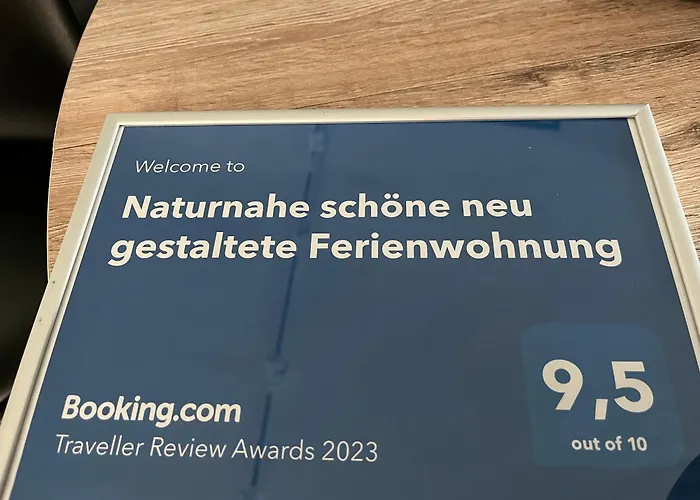 Welcome to
Naturnahe schöne neu
gestaltete Ferienwohnung
9,5
out of 10
Booking.com
Traveller Review Awards 2023